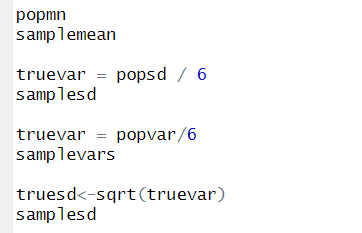 popmn
samplemean
truevar = popsd / 6
samplesd
truevar = popvar/6
samplevars
truesd<-sqrt(truevar)
samplesd